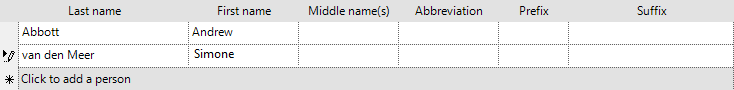 Last name First name Middle name(s) Abbreviation Prefix Suffix
Abbott Andrew
van den Meer Simone
Click to add a person